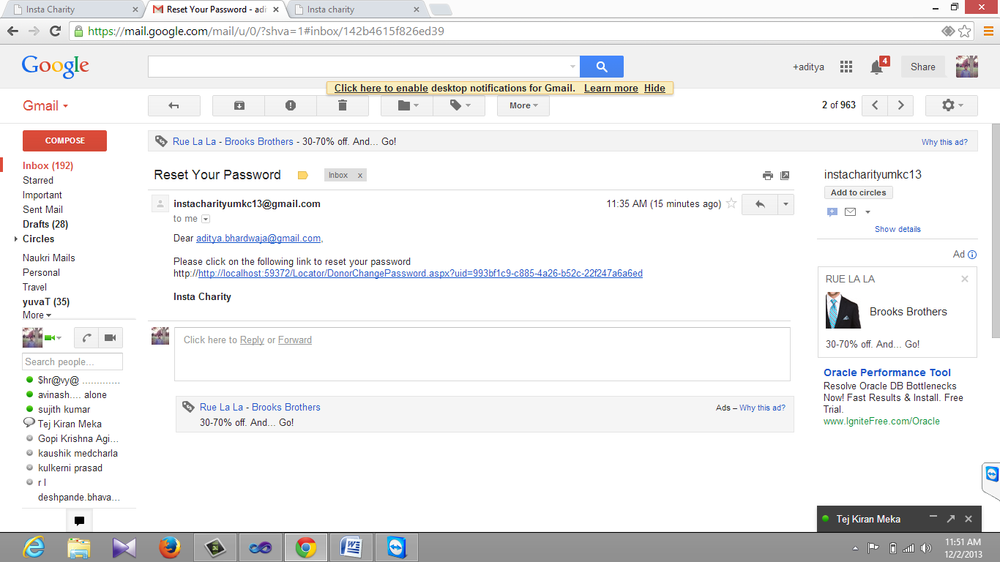 Insta Charity
Reset Your Password - adi
Insta charity
https://mail.google.com/mail/u/0/?shva=1#inbox/142b4615f826ed39
Google
+aditya
4
Share
Click here to enable desktop notifications for Gmail. Learn more Hide
Gmail
More
2 of 963
COMPOSE
Rue La La - Brooks Brothers - 30-70% off. And... Go!
Why this ad?
Inbox (192)
Starred
Important
Sent Mail
Drafts (28)
Circles
Naukri Mails
Personal
Travel
yuvaT (35)
More
Search people...
$hr@vy@ .............
avinash.... alone
sujith kumar
Tej Kiran Meka
Gopi Krishna Agi...
kaushik medcharla
kulkerni prasad
r l
deshpande.bhava...
Reset Your Password
Inbox x
instacharityumkc13@gmail.com
11:35 AM (15 minutes ago)
to me
Dear aditya.bhardwaja@gmail.com,
Please click on the following link to reset your password
http://http://localhost:59372/Locator/DonorChangePassword.aspx?uid=993bf1c9-c885-4a26-b52c-22f247a6a6ed
Insta Charity
Click here to Reply or Forward
Rue La La - Brooks Brothers
Ads – Why this ad?
30-70% off. And... Go!
instacharityumkc13
Add to circles
Show details
Ad
RUE LA LA
Brooks Brothers
30-70% off. And... Go!
Oracle Performance Tool
Resolve Oracle DB Bottlenecks
Now! Fast Results & Install. Free
Trial.
www.IgniteFree.com/Oracle
Tej Kiran Meka
11:51 AM
12/2/2013